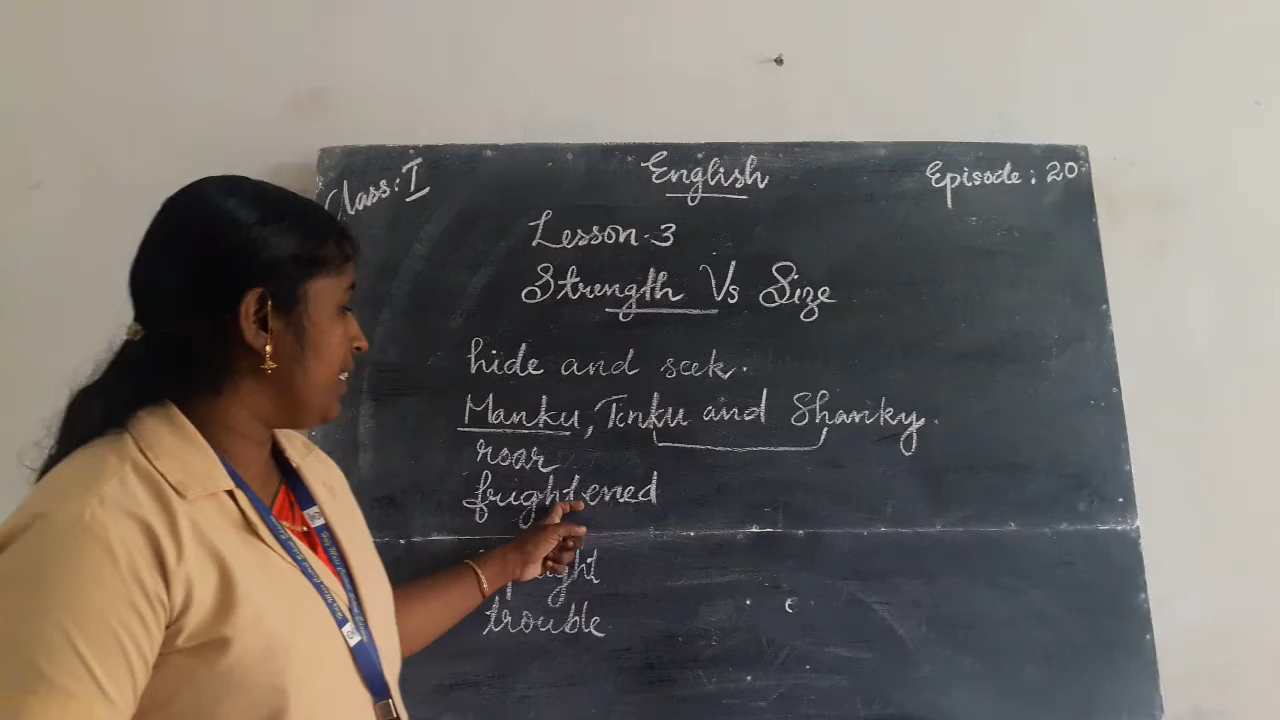 Class: I
English
Episode: 20
Lesson-3
Strength Vs Size
hide and seek.
Manku, Tinku and Shanky.
roar
frightened
trouble